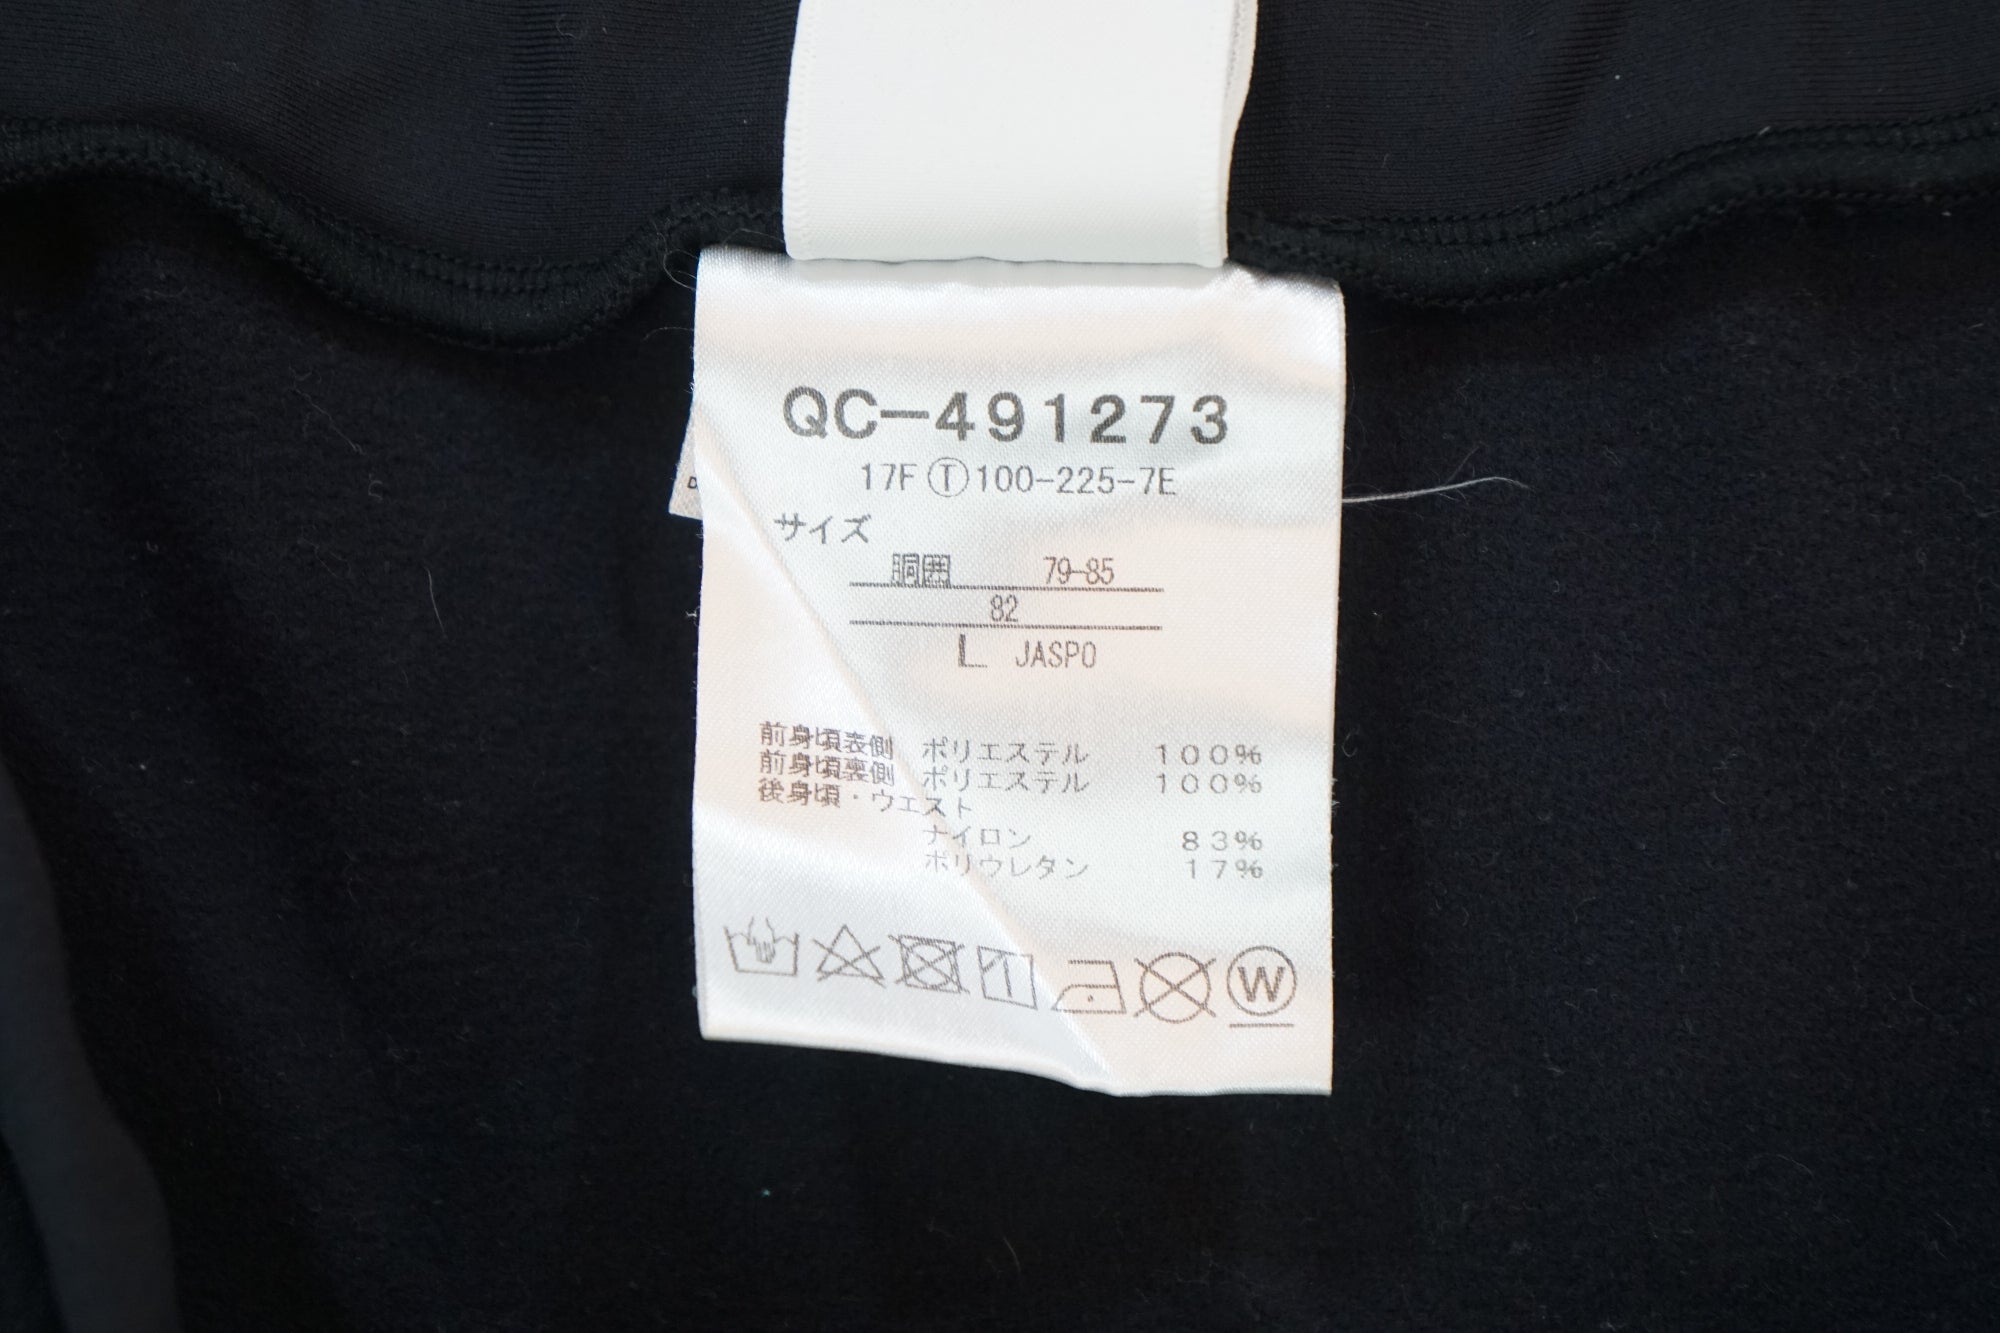 QC-491273
17F Ⓣ 100-225-7E
サイズ
胴囲 79-85
82
L JASPO
前身頃表側 ポリエステル 100%
前身頃裏側 ポリエステル 100%
後身頃・ウエスト
ナイロン 83%
ポリウレタン 17%
W